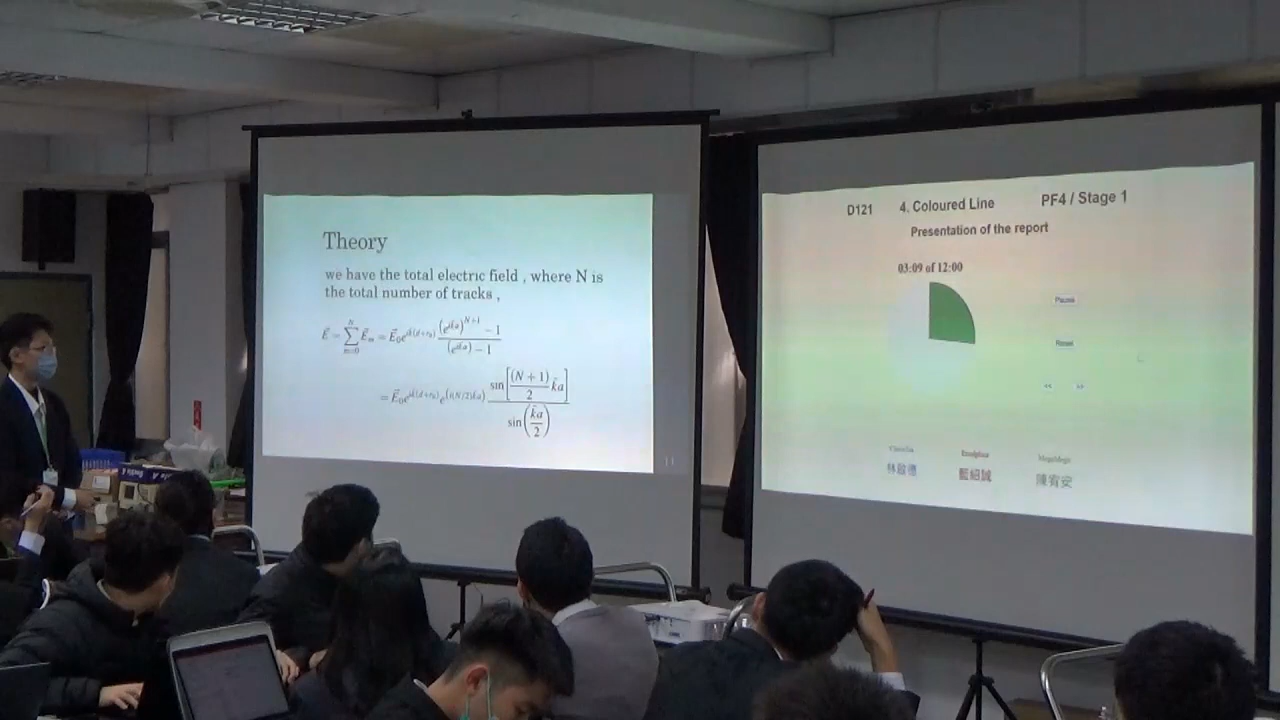 Theory
we have the total electric field , where N is
the total number of tracks ,
D121 4. Coloured Line PF4 / Stage 1
Presentation of the report
03:09 of 12:00
Pause
Reset
<< >>
林啟德 藍紹誠 陳宥安
11